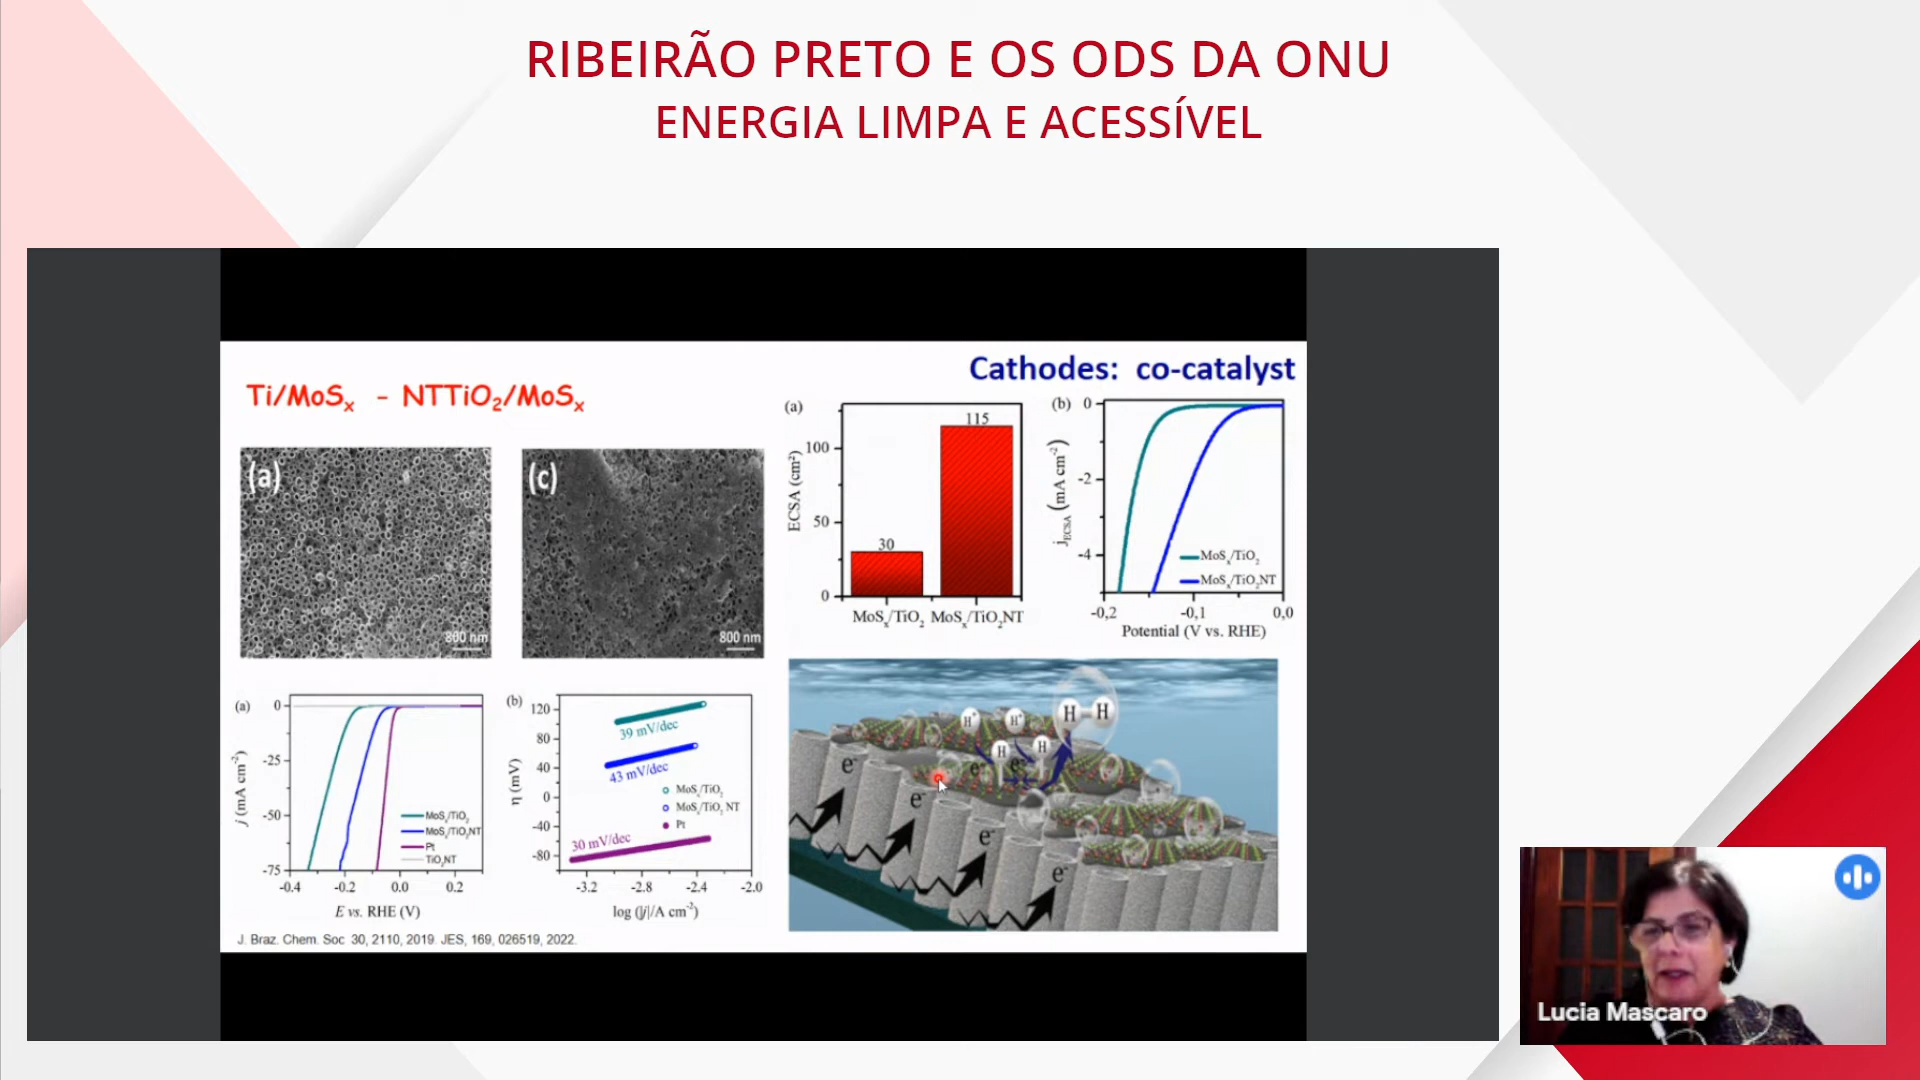 RIBEIRÃO PRETO E OS ODS DA ONU
ENERGIA LIMPA E ACESSÍVEL
Cathodes: co-catalyst
Ti/MoSx - NTTiO2/MoSx
(a)
800 nm
(c)
800 nm
(a)
ECSA (cm²)
100
50
0
30
115
MoSx/TiO2 MoSx/TiO2NT
(b)
jECSA (mA cm-2)
0
-2
-4
MoSx/TiO2
MoSx/TiO2NT
-0,2 -0,1 0,0
Potential (V vs. RHE)
(a)
j (mA cm-2)
0
-25
-50
-75
MoSx/TiO2
MoSx/TiO2NT
Pt
TiO2NT
-0.4 -0.2 0.0 0.2
E vs. RHE (V)
(b)
η (mV)
120
80
40
0
-40
-80
39 mV/dec
43 mV/dec
MoSx/TiO2
MoSx/TiO2 NT
Pt
30 mV/dec
-3.2 -2.8 -2.4 -2.0
log (|j|/A cm-2)
H+ H+ H H
H H
e- e- e-
e-
e-
e-
J. Braz. Chem. Soc 30, 2110, 2019. JES, 169, 026519, 2022.
Lucia Mascaro